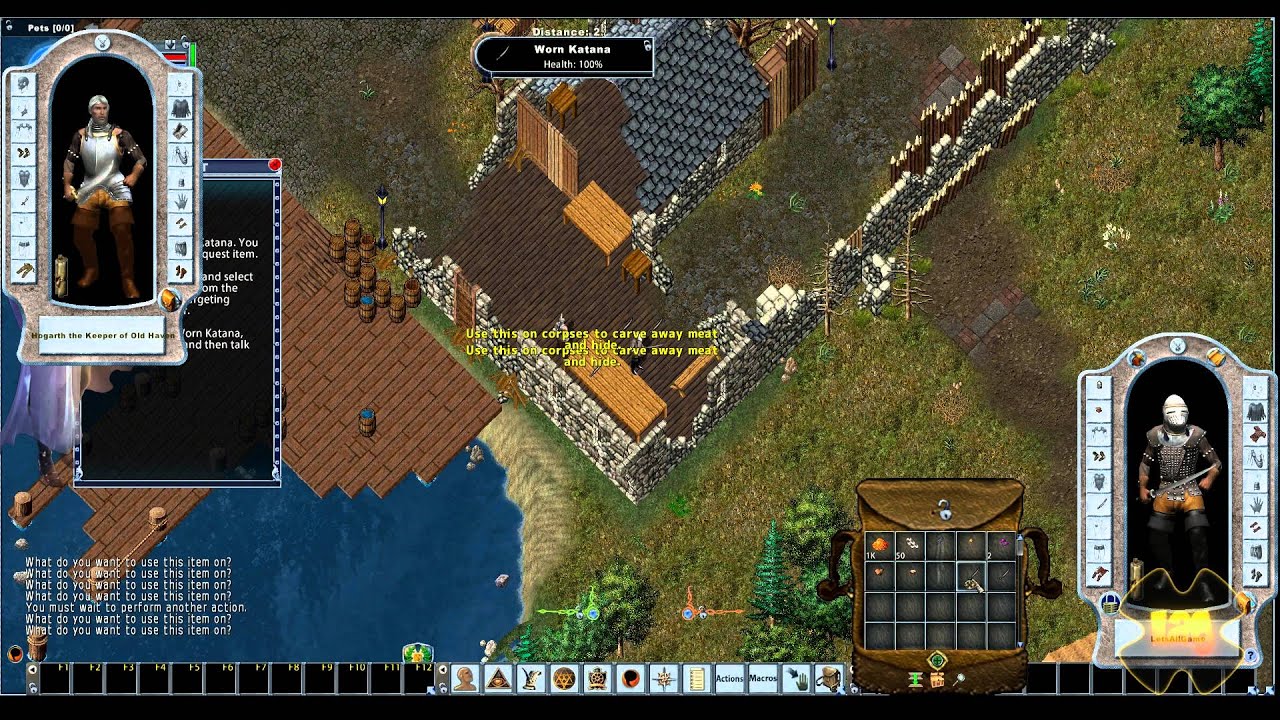 Pets [0/0]
Distance: 2
Worn Katana
Health: 100%
atana. You
quest item.
and select
om the
rgeting
orn Katana,
nd then talk
Hogarth the Keeper of Old Haven
Use this on corpses to carve away meat
and hide.
Use this on corpses to carve away meat
and hide.
1K
50
2
What do you want to use this item on?
What do you want to use this item on?
What do you want to use this item on?
What do you want to use this item on?
You must wait to perform another action.
What do you want to use this item on?
What do you want to use this item on?
LetsAllGame
?
F1 F2 F3 F4 F5 F6 F7 F8 F9 F10 F11 F12
Actions
Macros